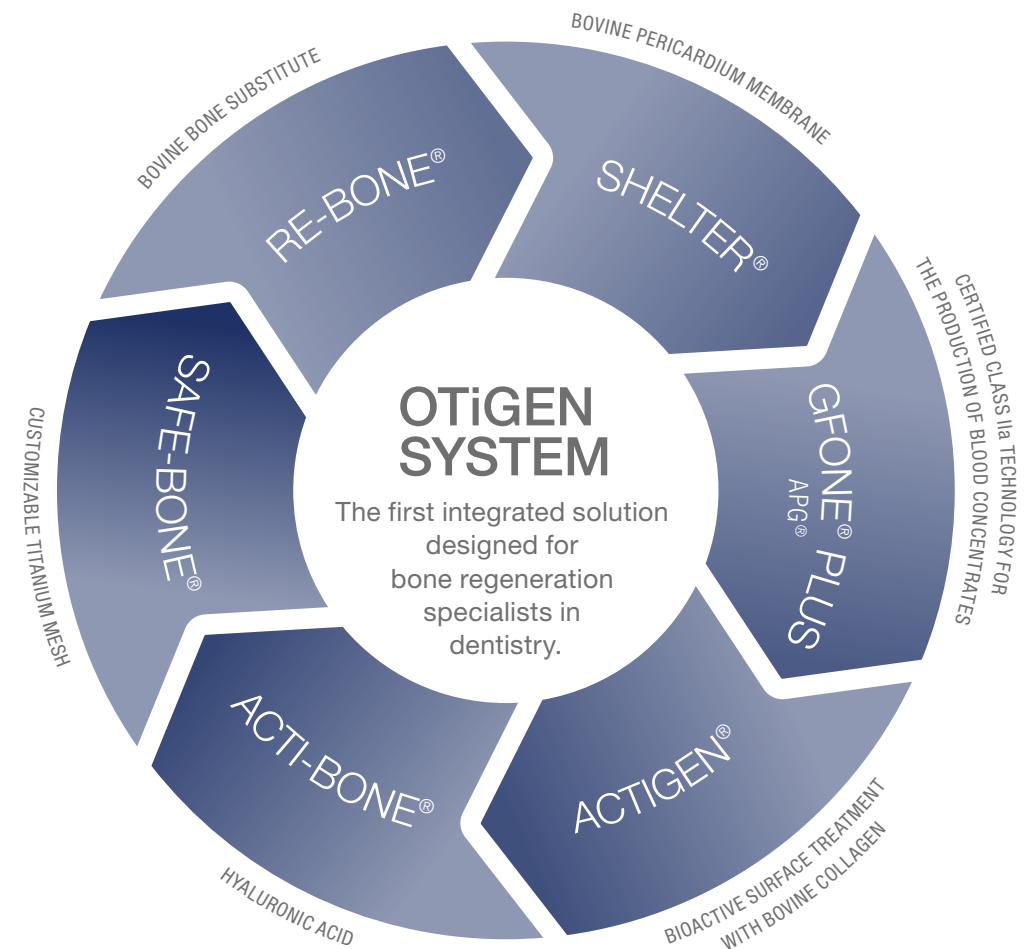 BOVINE BONE SUBSTITUTE
RE-BONE®
BOVINE PERICARDIUM MEMBRANE
SHELTER®
CERTIFIED CLASS IIa TECHNOLOGY FOR
THE PRODUCTION OF BLOOD CONCENTRATES
GFONE® PLUS
APG®
BIOACTIVE SURFACE TREATMENT
WITH BOVINE COLLAGEN
ACTIGEN®
HYALURONIC ACID
ACTI-BONE®
CUSTOMIZABLE TITANIUM MESH
SAFE-BONE®
OTiGEN
SYSTEM
The first integrated solution
designed for
bone regeneration
specialists in
dentistry.